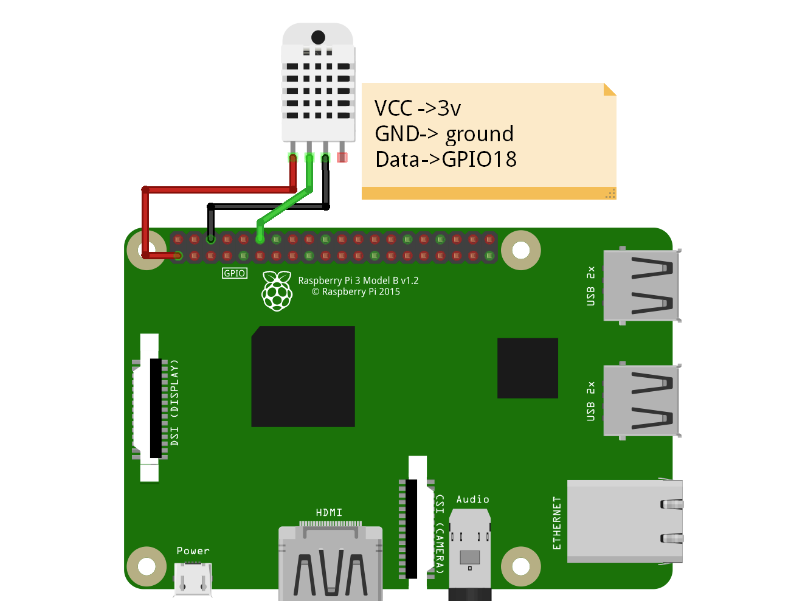 VCC ->3v
GND-> ground
Data->GPIO18
GPIO
Raspberry Pi 3 Model B v1.2
© Raspberry Pi 2015
USB 2x
DSI (DISPLAY)
USB 2x
HDMI
CSI (CAMERA)
Audio
ETHERNET
Power